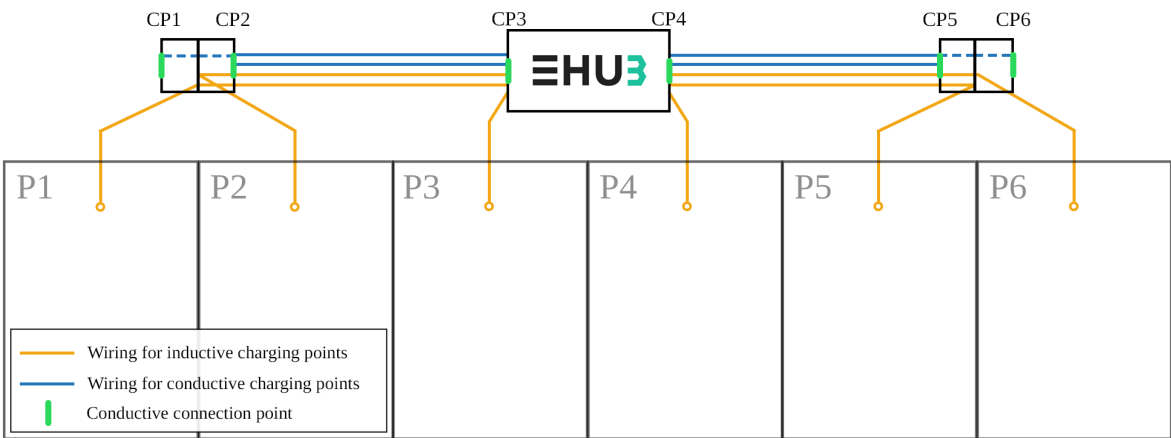 CP1 CP2 CP3 CP4 CP5 CP6
EHUB
P1 P2 P3 P4 P5 P6
Wiring for inductive charging points
Wiring for conductive charging points
Conductive connection point